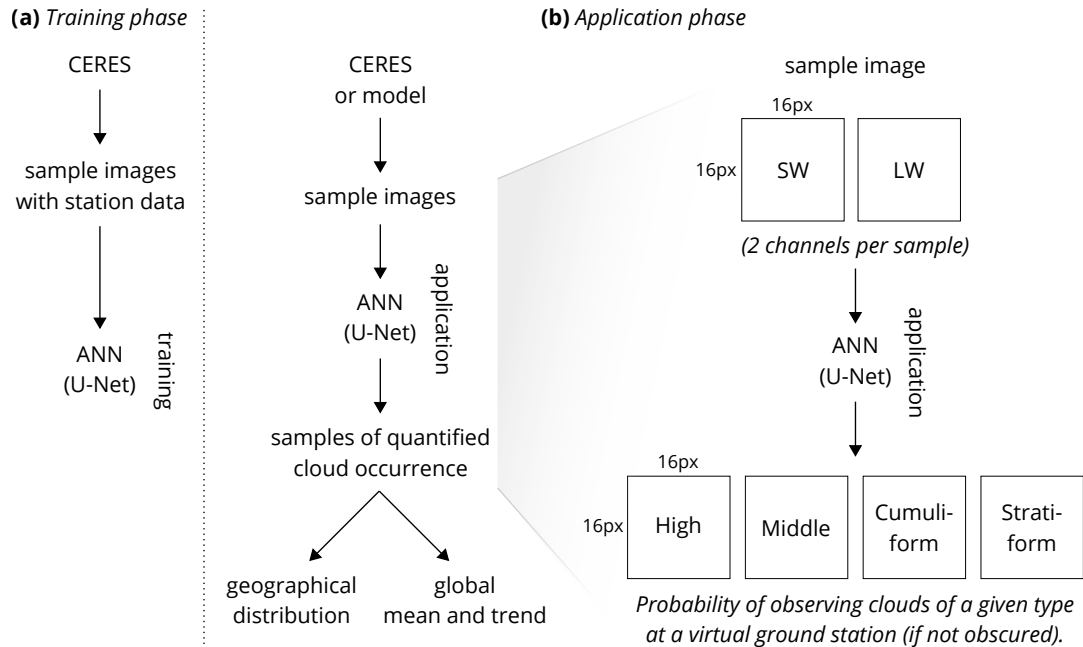 (a) Training phase
CERES
sample images
with station data
ANN
(U-Net)
training
(b) Application phase
CERES
or model
sample images
ANN
(U-Net)
application
samples of quantified
cloud occurrence
geographical
distribution
global
mean and trend
sample image
16px
16px
SW
LW
(2 channels per sample)
ANN
(U-Net)
application
16px
16px
High
Middle
Cumuli-
form
Strati-
form
Probability of observing clouds of a given type
at a virtual ground station (if not obscured).